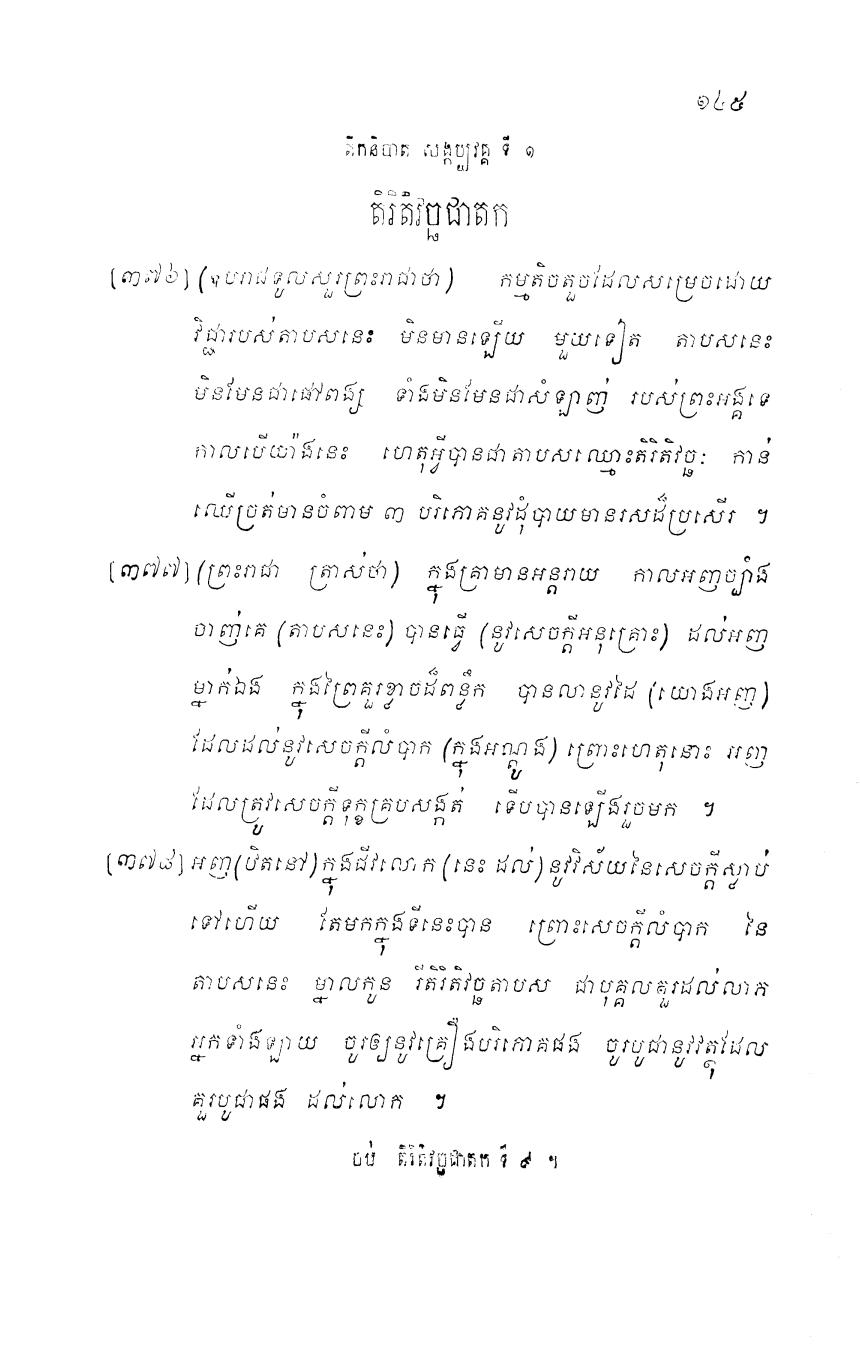 ១៤៥
តិកនិបាត សង្កប្បវគ្គ ទី ១
តិរីតិវច្ឆជាតក
[៣៧៦] (ឧបរាជទូលសួរព្រះរាជាថា) កម្មតិចតួចដែលសម្រេចដោយ
វិជ្ជារបស់តាបសនេះ មិនមានឡើយ មួយទៀត តាបសនេះ
មិនមែនជាផៅពង្ស ទាំងមិនមែនជាសំឡាញ់ របស់ព្រះអង្គទេ
កាលបើយ៉ាងនេះ ហេតុអ្វីបានជាតាបសឈ្មោះតិរីតិវច្ឆៈ កាន់
ឈើច្រត់មានចំពាម ៣ បរិភោគនូវដុំបាយមានរសដ៏ប្រសើរ ។
[៣៧៧] (ព្រះរាជា ត្រាស់ថា) ក្នុងគ្រាមានអន្តរាយ កាលអញច្បាំង
ចាញ់គេ (តាបសនេះ) បានធ្វើ (នូវសេចក្តីអនុគ្រោះ) ដល់អញ
ម្នាក់ឯង ក្នុងព្រៃគួរខ្លាចដ៏ពន្លឹក បានលានូវដៃ (យោងអញ)
ដែលដល់នូវសេចក្តីលំបាក (ក្នុងអណ្តូង) ព្រោះហេតុនោះ អញ
ដែលត្រូវសេចក្តីទុក្ខគ្របសង្កត់ ទើបបានឡើងរួចមក ។
[៣៧៨] អញ (ឋិតនៅ) ក្នុងជីវលោក (នេះ ដល់) នូវវិស័យនៃសេចក្តីស្លាប់
ទៅហើយ តែមកក្នុងទីនេះបាន ព្រោះសេចក្តីលំបាក នៃ
តាបសនេះ ម្នាលកូន រីតិរីតិវច្ឆតាបស ជាបុគ្គលគួរដល់លាភ
អ្នកទាំងឡាយ ចូរឲ្យនូវគ្រឿងបរិភោគផង ចូរបូជានូវវត្ថុដែល
គួរបូជាផង ដល់លោក ។
ចប់ តិរីតិវច្ឆជាតក ទី ៩ ។